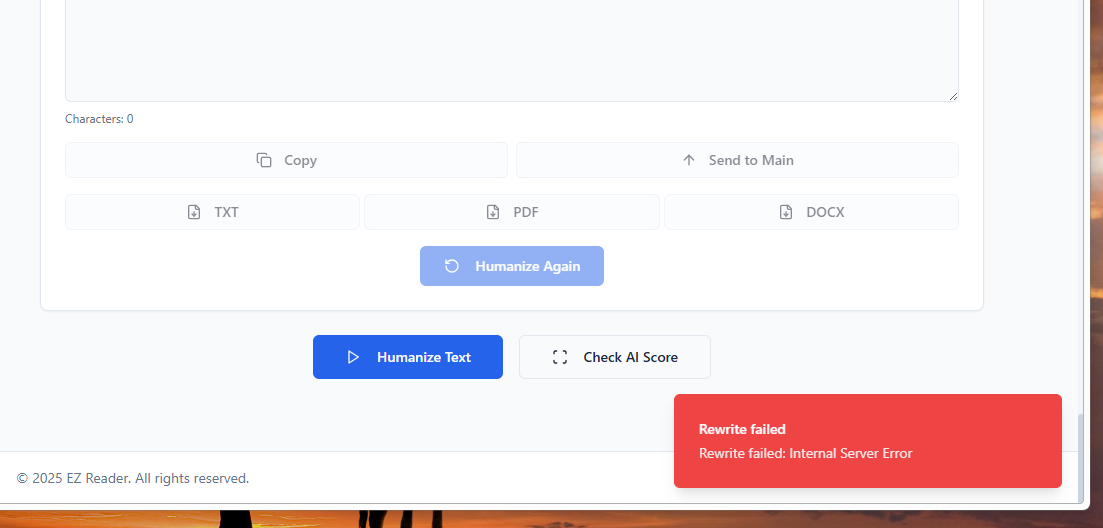 Characters: 0
Copy
Send to Main
TXT
PDF
DOCX
Humanize Again
Humanize Text
Check AI Score
Rewrite failed
Rewrite failed: Internal Server Error
© 2025 EZ Reader. All rights reserved.